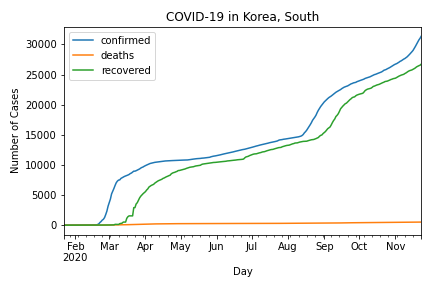 COVID-19 in Korea, South
confirmed
deaths
recovered
Number of Cases
30000
25000
20000
15000
10000
5000
0
Feb Mar Apr May Jun Jul Aug Sep Oct Nov
2020
Day